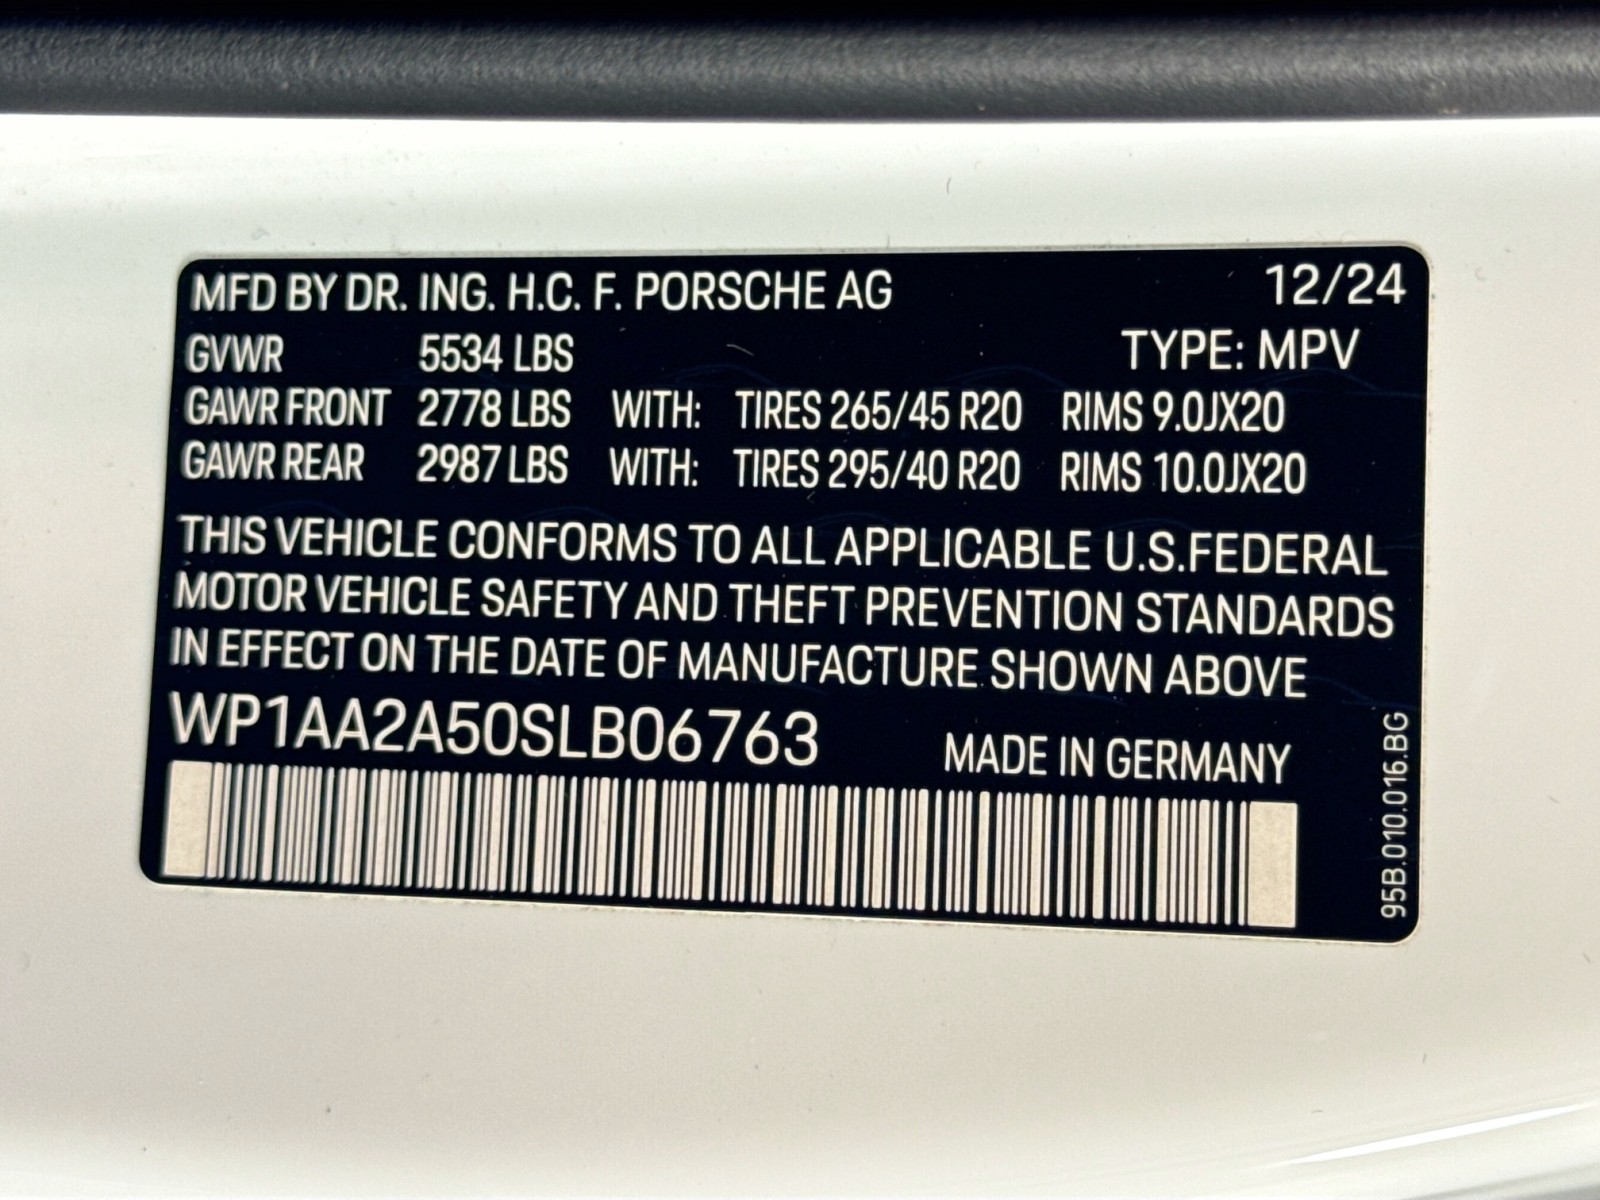 MFD BY DR. ING. H.C. F. PORSCHE AG 12/24
GVWR 5534 LBS TYPE: MPV
GAWR FRONT 2778 LBS WITH: TIRES 265/45 R20 RIMS 9.0JX20
GAWR REAR 2987 LBS WITH: TIRES 295/40 R20 RIMS 10.0JX20
THIS VEHICLE CONFORMS TO ALL APPLICABLE U.S.FEDERAL
MOTOR VEHICLE SAFETY AND THEFT PREVENTION STANDARDS
IN EFFECT ON THE DATE OF MANUFACTURE SHOWN ABOVE
WP1AA2A50SLB06763 MADE IN GERMANY
95B.010.016.BG